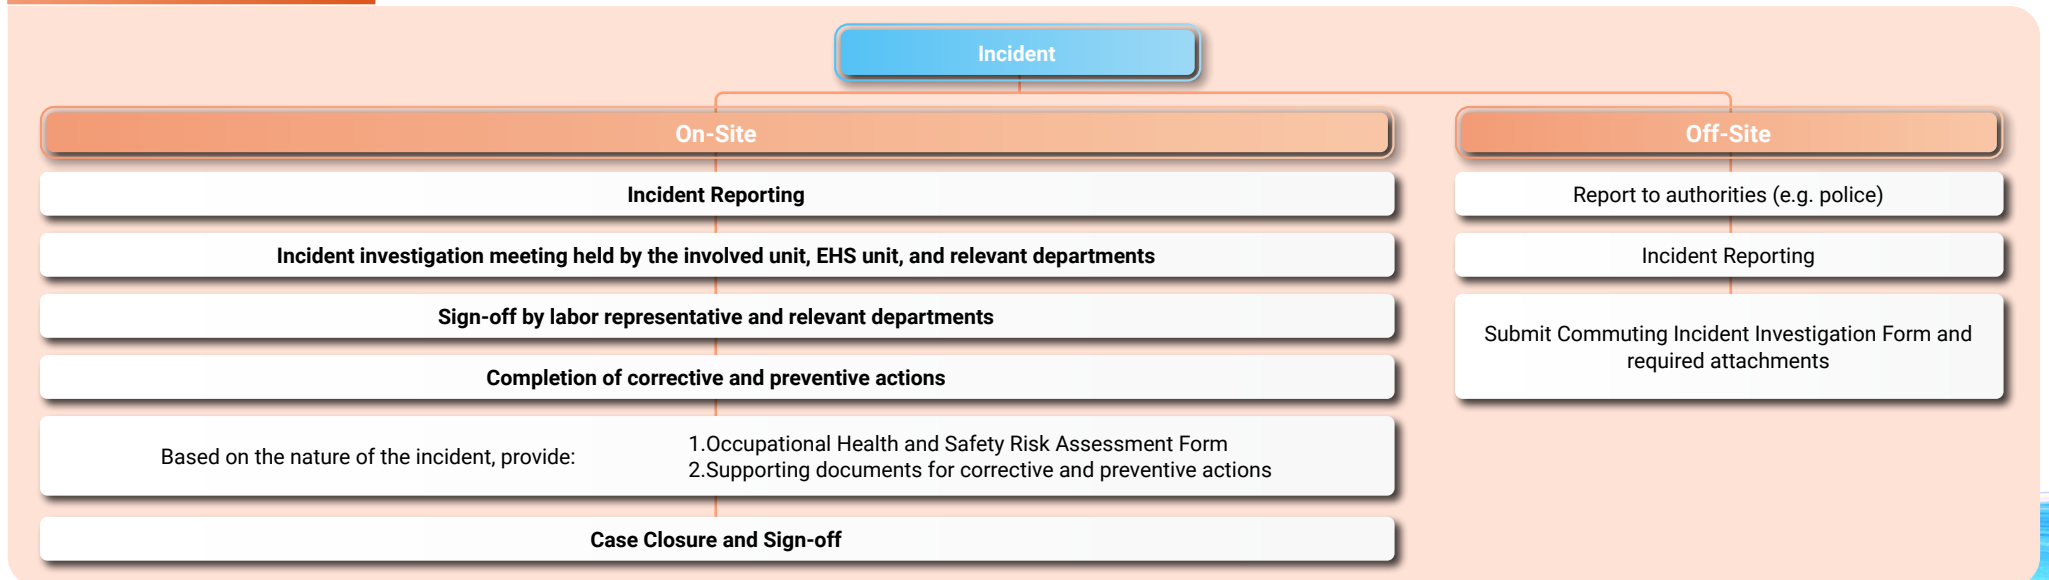 Incident
On-Site
Incident Reporting
Incident investigation meeting held by the involved unit, EHS unit, and relevant departments
Sign-off by labor representative and relevant departments
Completion of corrective and preventive actions
Based on the nature of the incident, provide:
1.Occupational Health and Safety Risk Assessment Form
2.Supporting documents for corrective and preventive actions
Case Closure and Sign-off
Off-Site
Report to authorities (e.g. police)
Incident Reporting
Submit Commuting Incident Investigation Form and
required attachments